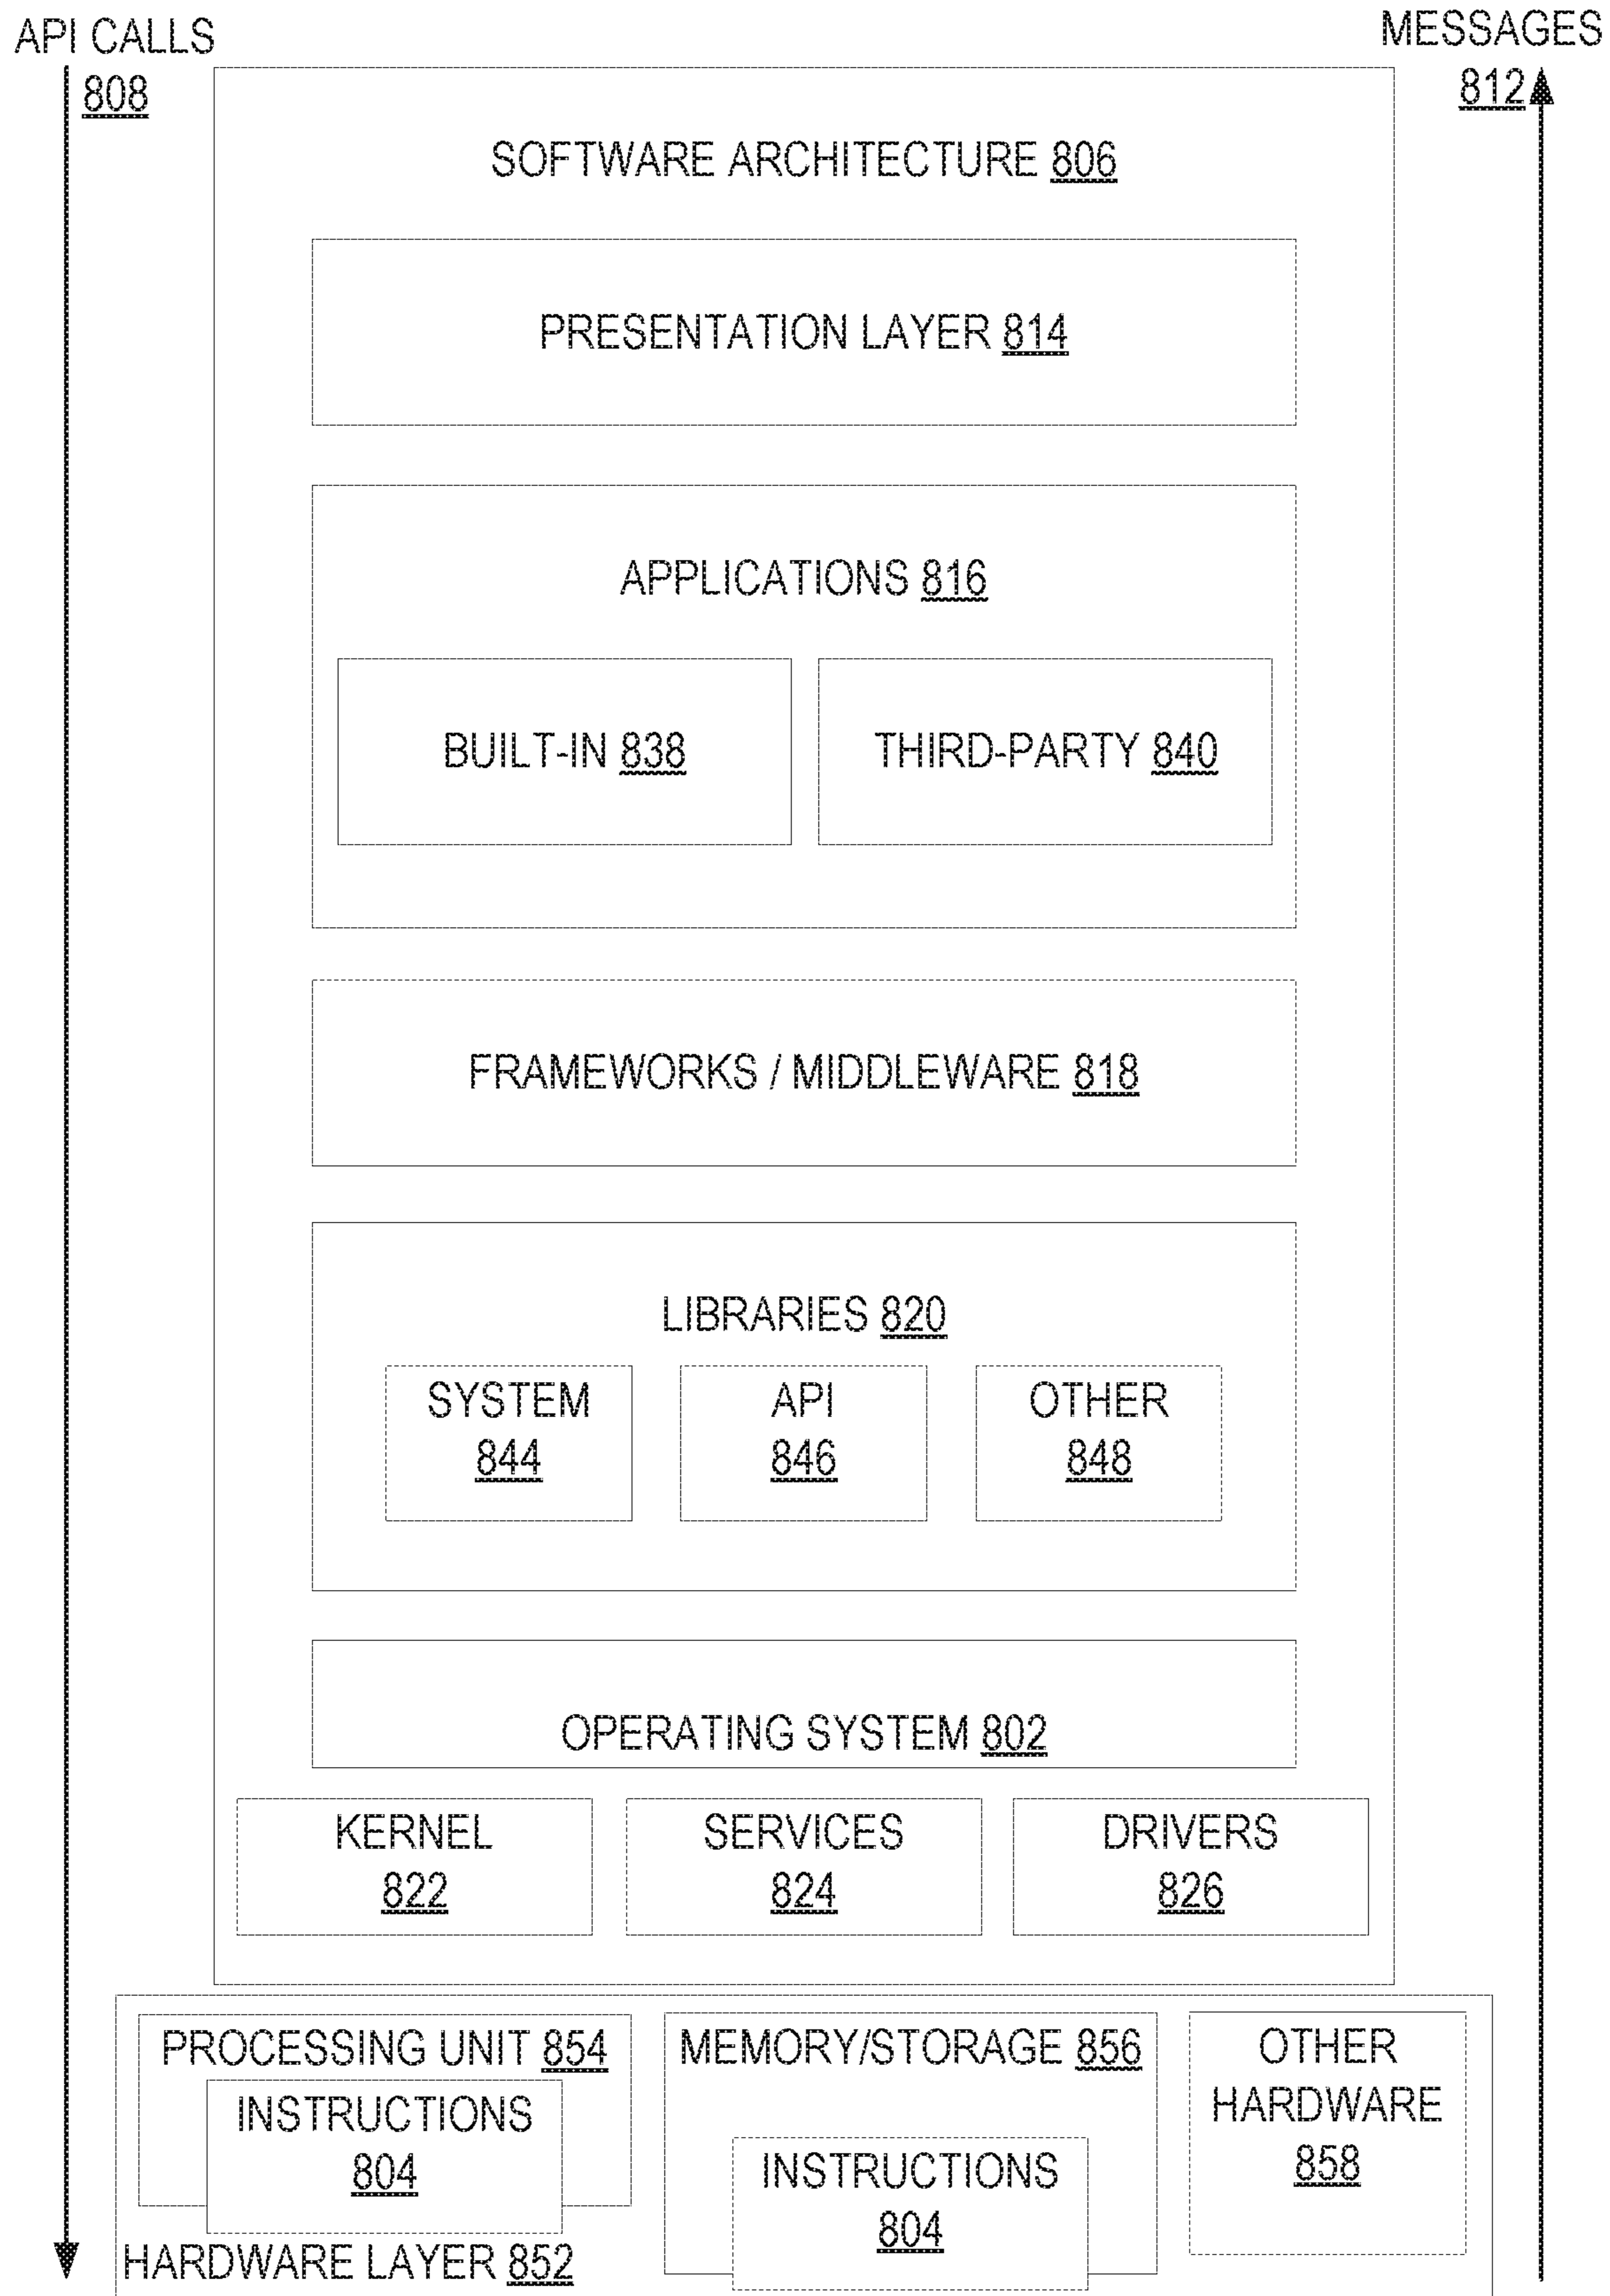 API CALLS
808
MESSAGES
812
SOFTWARE ARCHITECTURE 806
PRESENTATION LAYER 814
APPLICATIONS 816
BUILT-IN 838
THIRD-PARTY 840
FRAMEWORKS / MIDDLEWARE 818
LIBRARIES 820
SYSTEM
844
API
846
OTHER
848
OPERATING SYSTEM 802
KERNEL
822
SERVICES
824
DRIVERS
826
PROCESSING UNIT 854
INSTRUCTIONS
804
MEMORY/STORAGE 856
INSTRUCTIONS
804
OTHER
HARDWARE
858
HARDWARE LAYER 852